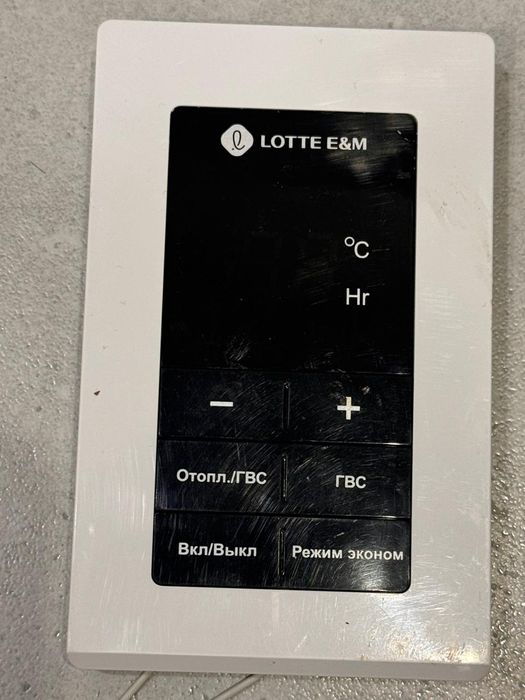 LOTTE E&M
°C
Hr
− +
Отопл./ГВС ГВС
Вкл/Выкл Режим эконом